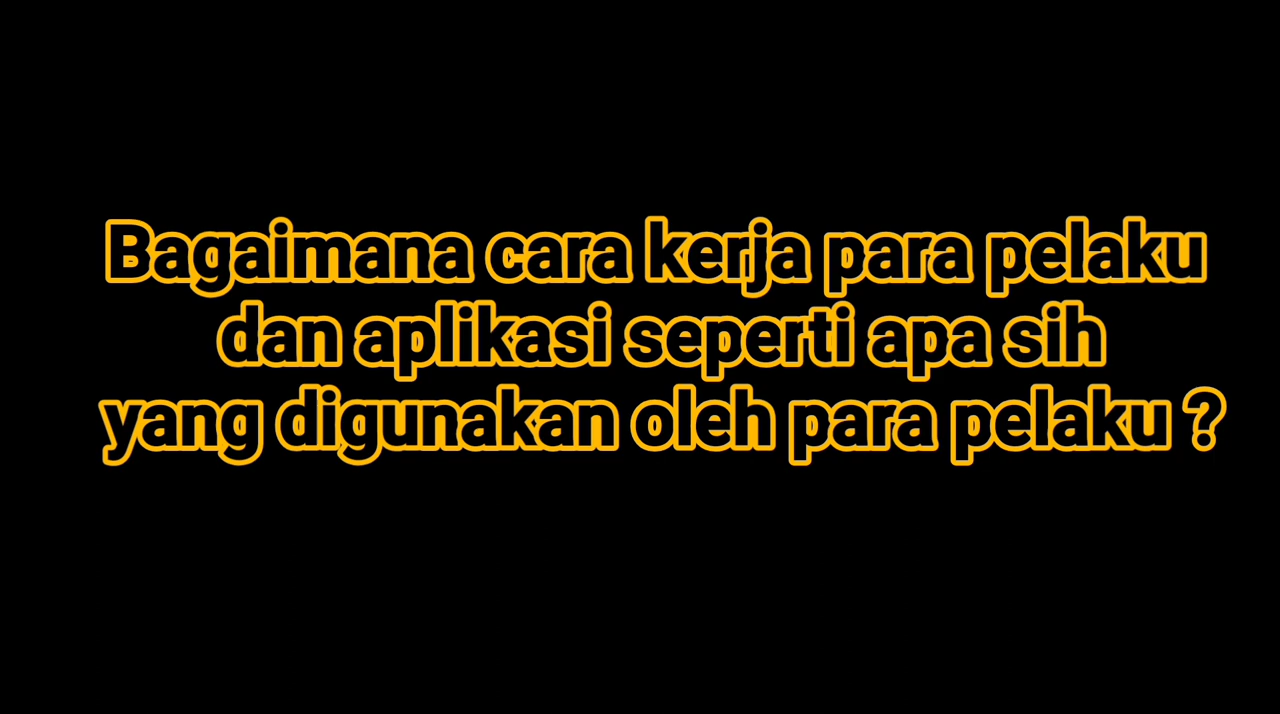 Bagaimana cara kerja para pelaku
dan aplikasi seperti apa sih
yang digunakan oleh para pelaku ?